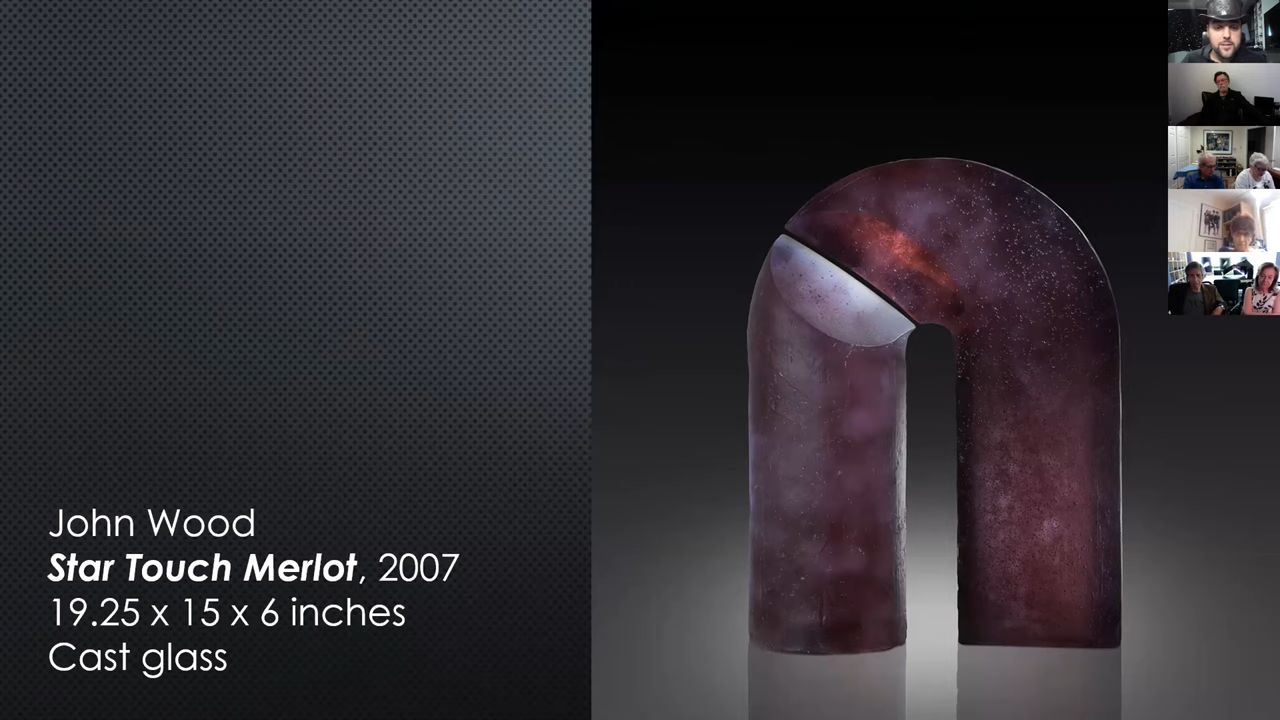 John Wood
Star Touch Merlot, 2007
19.25 x 15 x 6 inches
Cast glass